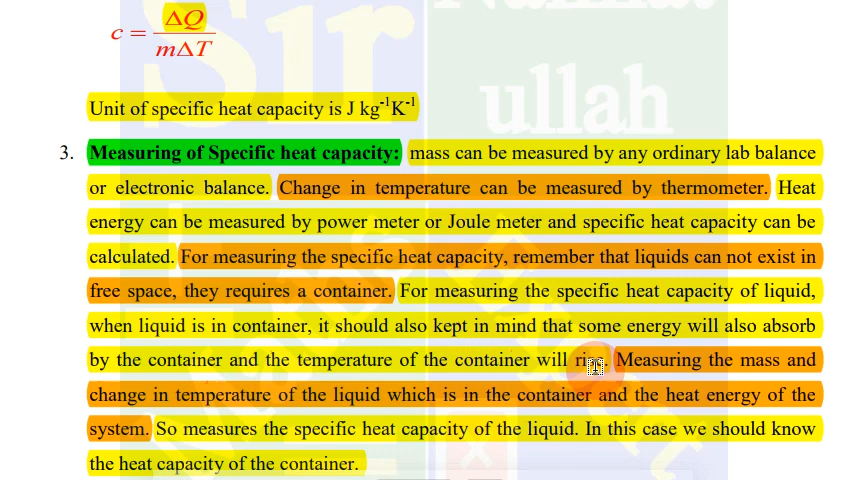 Sir
ullah
c = ΔQ / mΔT
Unit of specific heat capacity is J kg⁻¹K⁻¹
3. Measuring of Specific heat capacity: mass can be measured by any ordinary lab balance
or electronic balance. Change in temperature can be measured by thermometer. Heat
energy can be measured by power meter or Joule meter and specific heat capacity can be
calculated. For measuring the specific heat capacity, remember that liquids can not exist in
free space, they requires a container. For measuring the specific heat capacity of liquid,
when liquid is in container, it should also kept in mind that some energy will also absorb
by the container and the temperature of the container will rise. Measuring the mass and
change in temperature of the liquid which is in the container and the heat energy of the
system. So measures the specific heat capacity of the liquid. In this case we should know
the heat capacity of the container.
Maths Expert